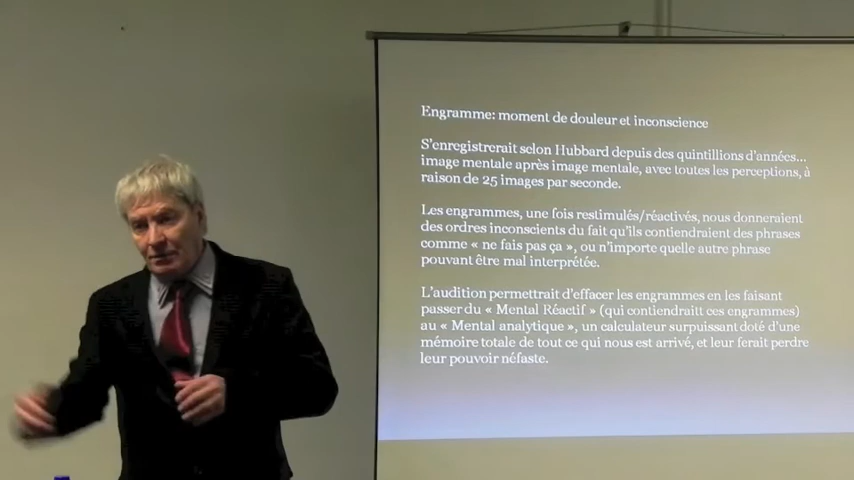 Engramme: moment de douleur et inconscience
S'enregistrerait selon Hubbard depuis des quintillions d'années...
image mentale après image mentale, avec toutes les perceptions, à
raison de 25 images par seconde.
Les engrammes, une fois restimulés/réactivés, nous donneraient
des ordres inconscients du fait qu'ils contiendraient des phrases
comme « ne fais pas ça », ou n'importe quelle autre phrase
pouvant être mal interprétée.
L'audition permettrait d'effacer les engrammes en les faisant
passer du « Mental Réactif » (qui contiendraitt ces engrammes)
au « Mental analytique », un calculateur surpuissant doté d'une
mémoire totale de tout ce qui nous est arrivé, et leur ferait perdre
leur pouvoir néfaste.